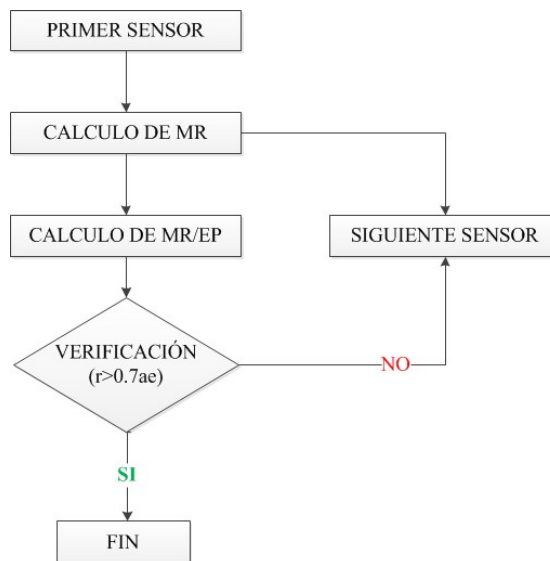 PRIMER SENSOR
CALCULO DE MR
CALCULO DE MR/EP
SIGUIENTE SENSOR
VERIFICACIÓN
(r>0.7ae)
NO
SI
FIN